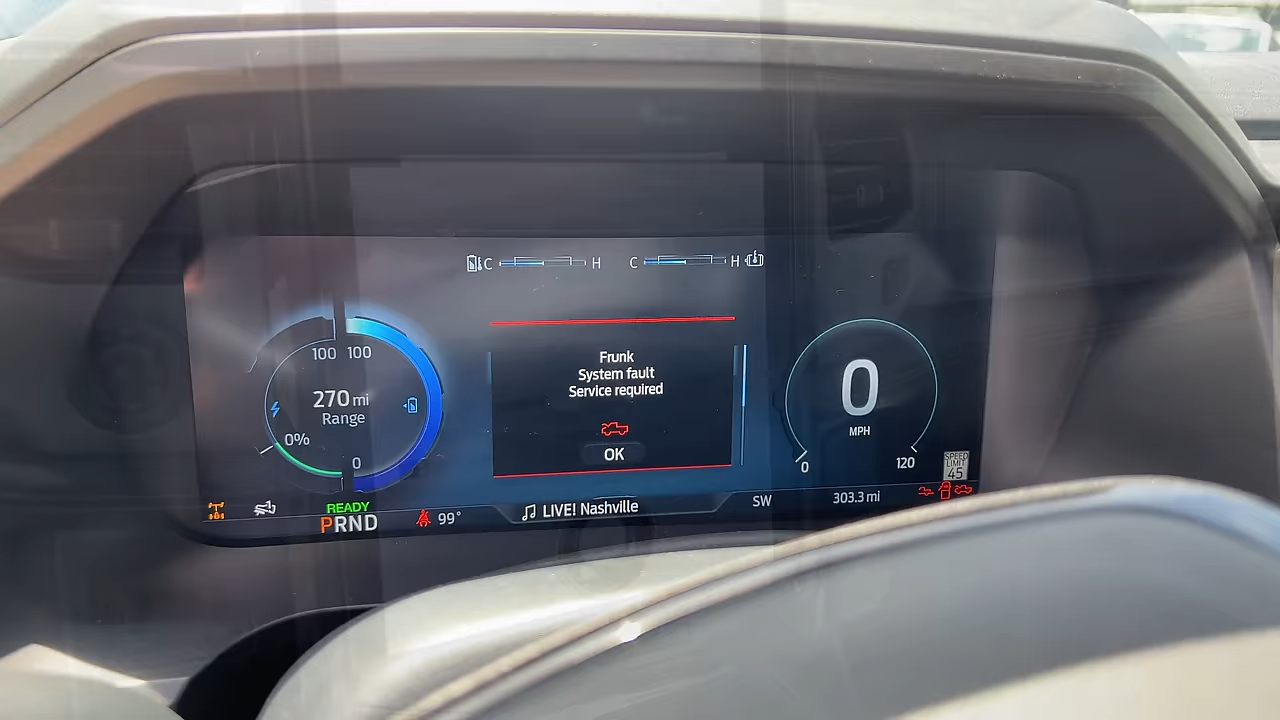 C H C H
100 100
270 mi
Range
0%
0
Frunk
System fault
Service required
OK
0
MPH
0 120
SPEED
LIMIT
45
READY
PRND
99°
LIVE! Nashville
SW
303.3 mi